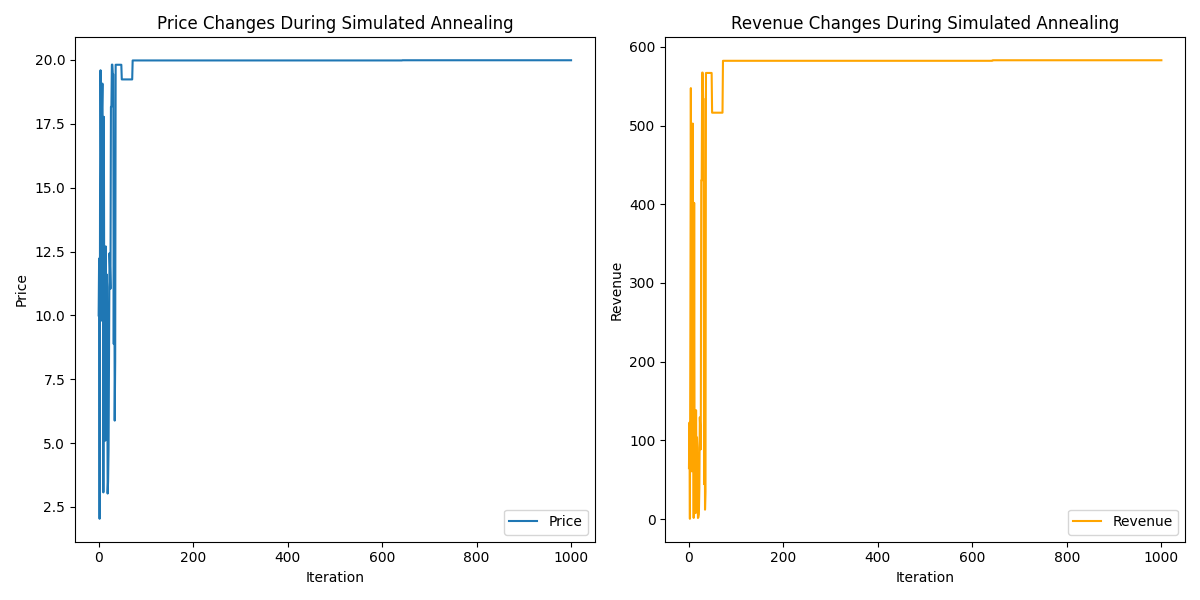 Price Changes During Simulated Annealing
20.0
17.5
15.0
12.5
10.0
7.5
5.0
2.5
Price
0 200 400 600 800 1000
Iteration
Price
Revenue Changes During Simulated Annealing
600
500
400
300
200
100
0
Revenue
0 200 400 600 800 1000
Iteration
Revenue